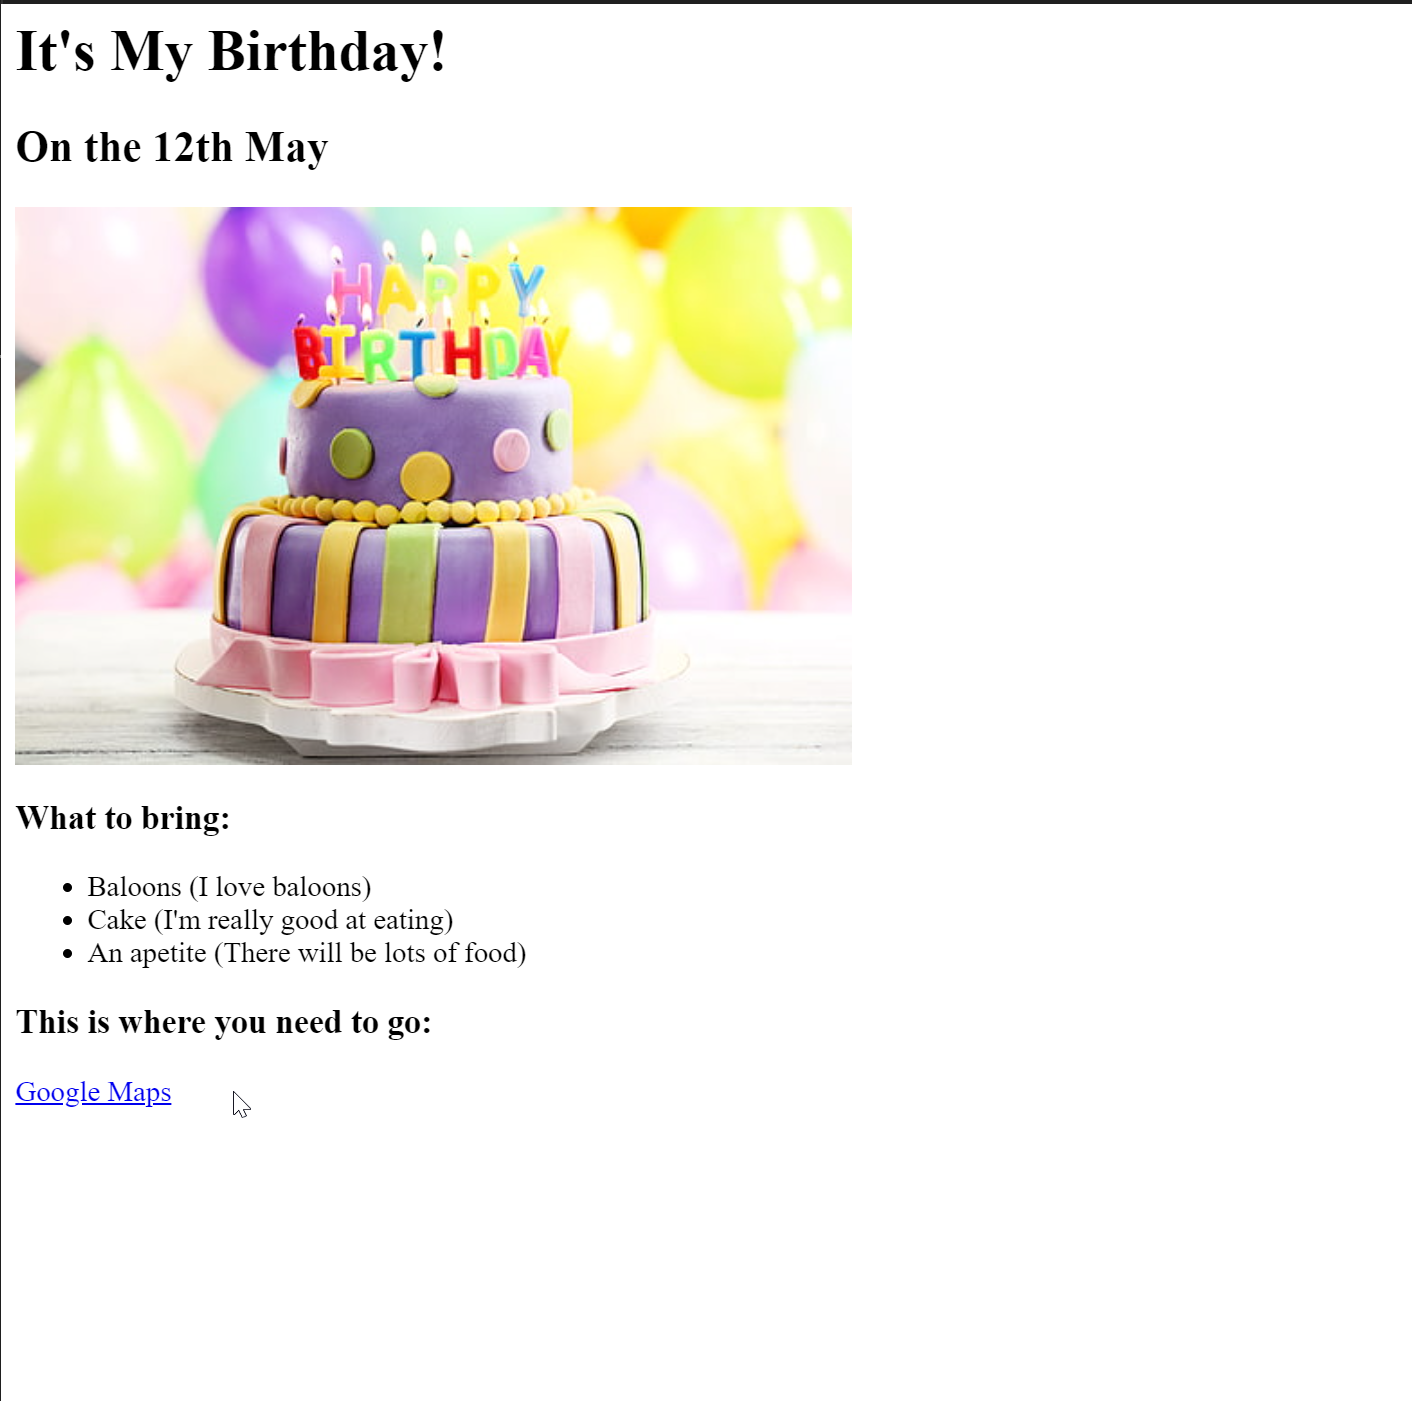 It's My Birthday!
On the 12th May
HAPPY
BIRTHDAY
What to bring:
Baloons (I love baloons)
Cake (I'm really good at eating)
An apetite (There will be lots of food)
This is where you need to go:
Google Maps